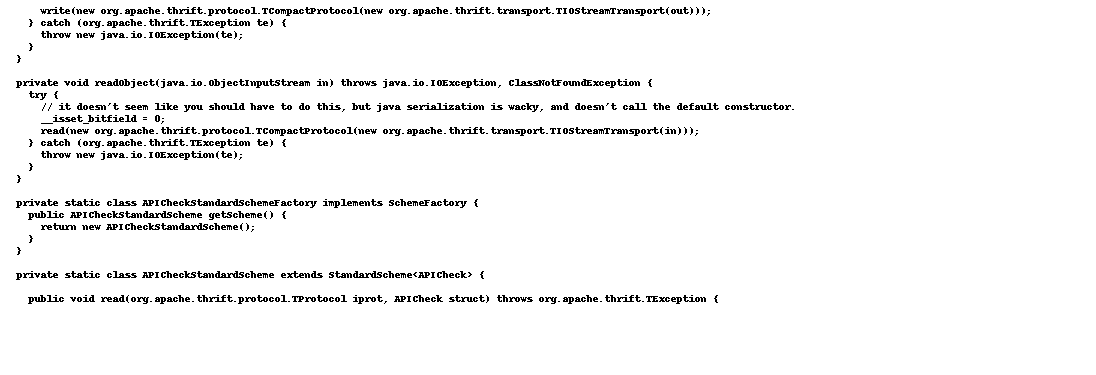 write(new org.apache.thrift.protocol.TCompactProtocol(new org.apache.thrift.transport.TIOStreamTransport(out)));
} catch (org.apache.thrift.TException te) {
throw new java.io.IOException(te);
}
}
private void readObject(java.io.ObjectInputStream in) throws java.io.IOException, ClassNotFoundException {
try {
// it doesn't seem like you should have to do this, but java serialization is wacky, and doesn't call the default constructor.
__isset_bitfield = 0;
read(new org.apache.thrift.protocol.TCompactProtocol(new org.apache.thrift.transport.TIOStreamTransport(in)));
} catch (org.apache.thrift.TException te) {
throw new java.io.IOException(te);
}
}
private static class APICheckStandardSchemeFactory implements SchemeFactory {
public APICheckStandardScheme getScheme() {
return new APICheckStandardScheme();
}
}
private static class APICheckStandardScheme extends StandardScheme<APICheck> {
public void read(org.apache.thrift.protocol.TProtocol iprot, APICheck struct) throws org.apache.thrift.TException {